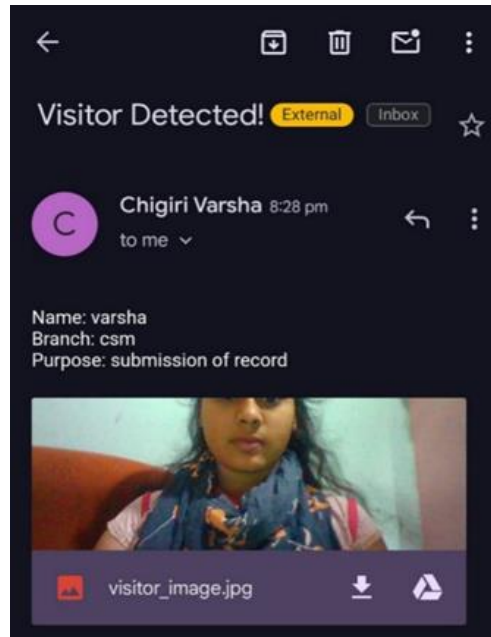 Visitor Detected! External Inbox
C
Chigiri Varsha 8:28 pm
to me
Name: varsha
Branch: csm
Purpose: submission of record
visitor_image.jpg